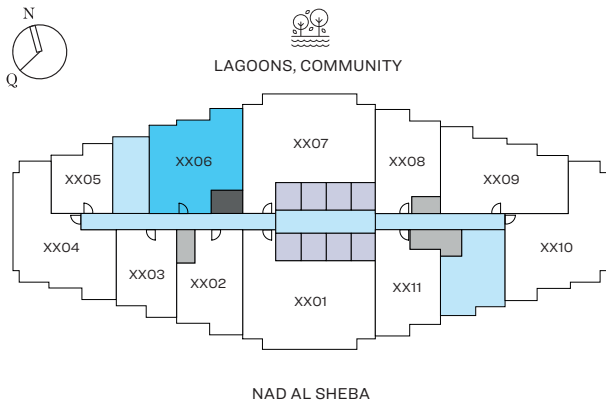 N
Q
LAGOONS, COMMUNITY
XX07
XX06
XX08
XX05
XX09
XX04
XX03
XX02
XX01
XX11
XX10
NAD AL SHEBA